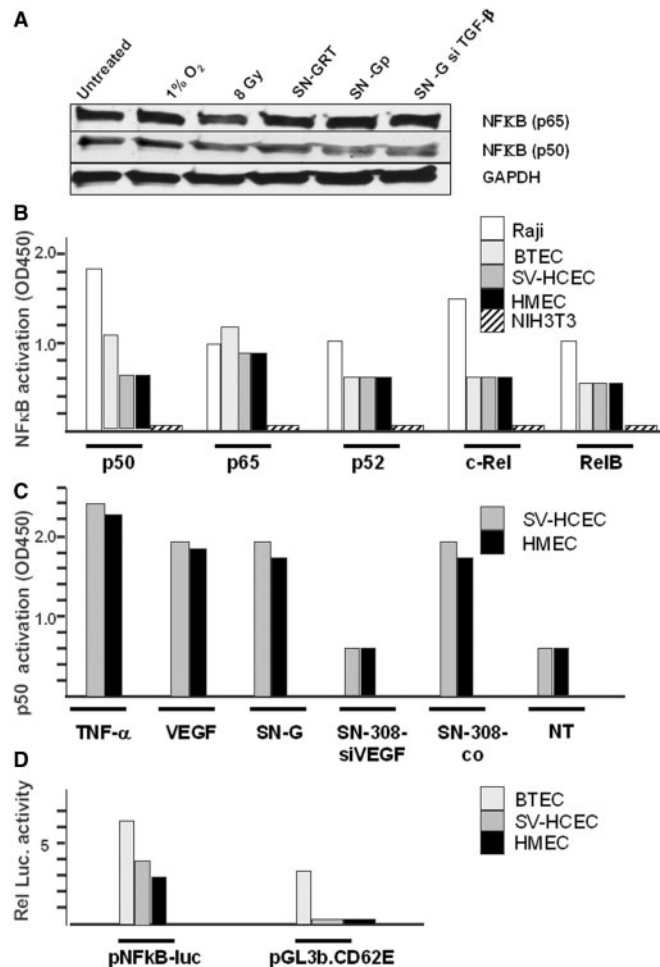 A
Untreated
1% O2
8 Gy
SN-GRT
SN -Gp
SN -G si TGF-β
NFKB (p65)
NFKB (p50)
GAPDH
B
NFκB activation (OD450)
2.0
1.0
Raji
BTEC
SV-HCEC
HMEC
NIH3T3
p50 p65 p52 c-Rel RelB
C
p50 activation (OD450)
2.0
1.0
SV-HCEC
HMEC
TNF-α VEGF SN-G SN-308-siVEGF SN-308-co NT
D
Rel Luc. activity
5
BTEC
SV-HCEC
HMEC
pNFkB-luc pGL3b.CD62E